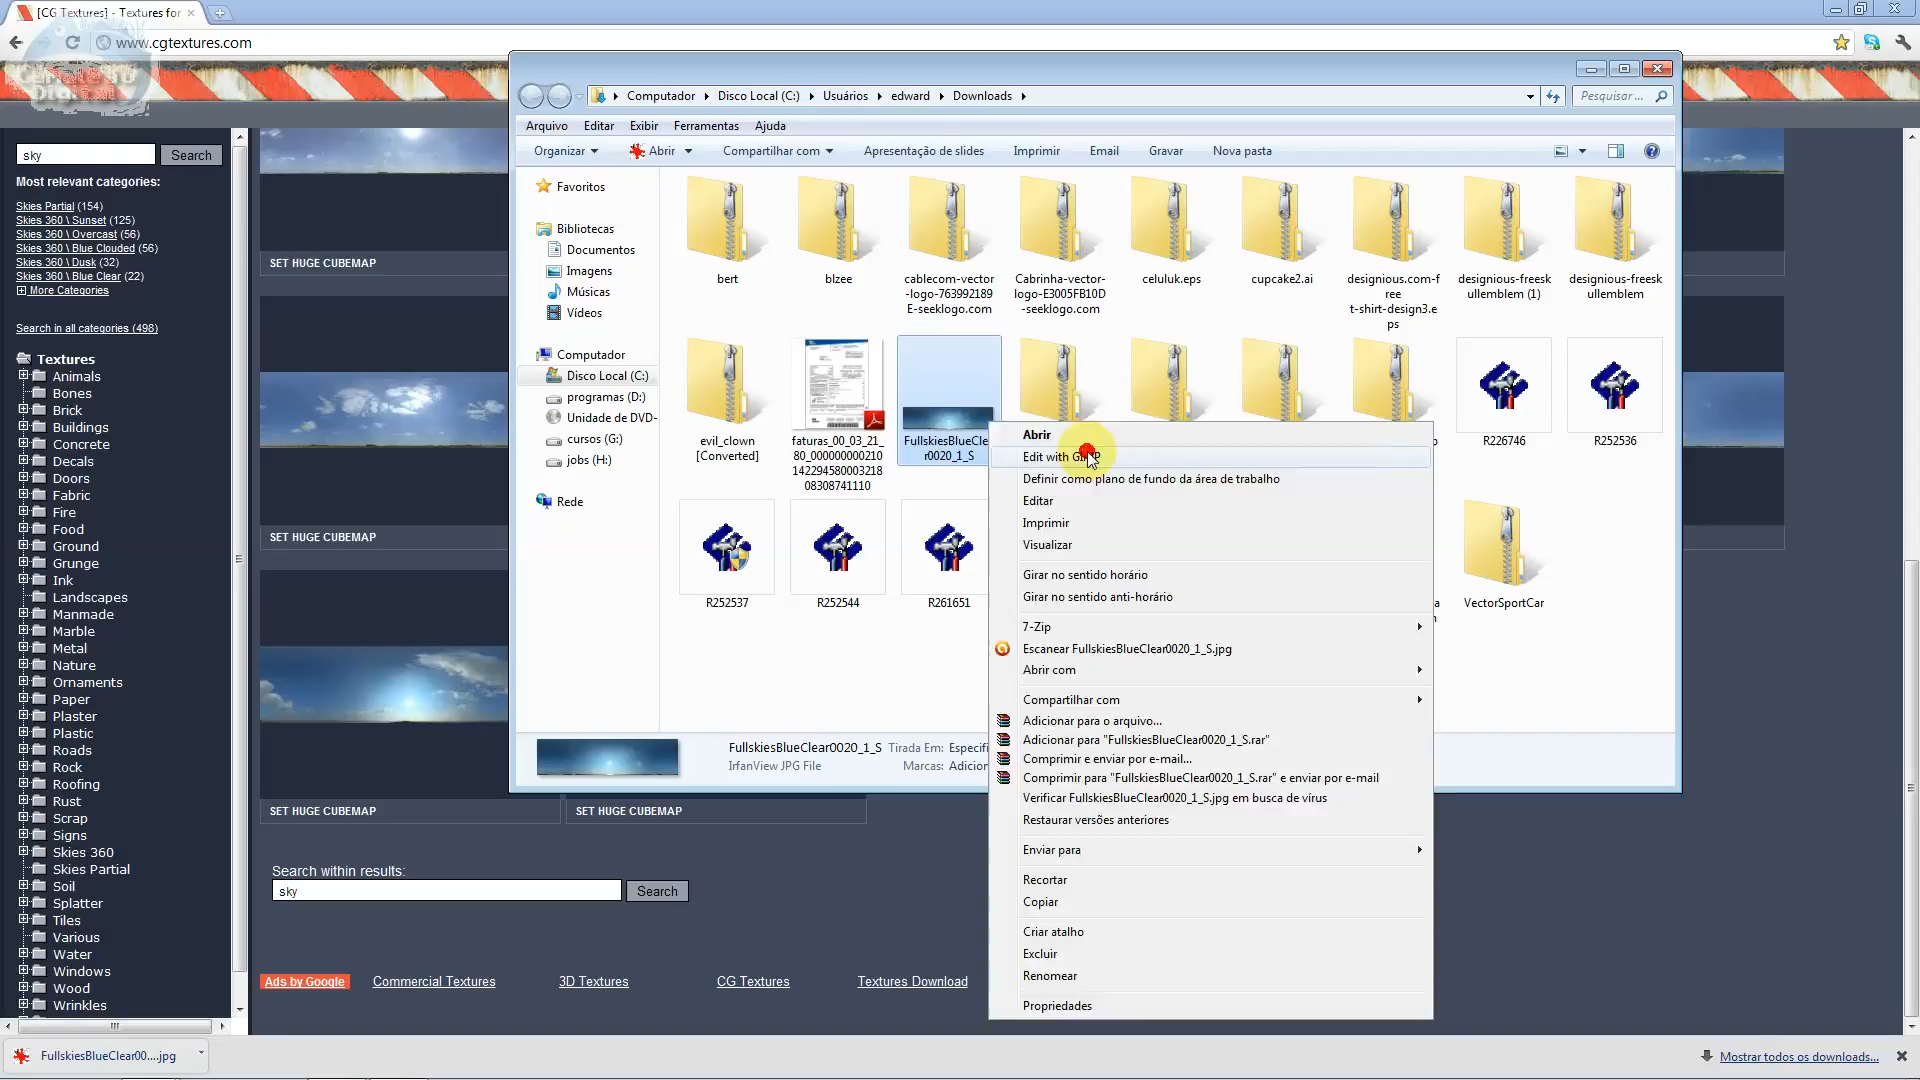 [CG Textures] - Textures for
www.cgtextures.com
Computador
Disco Local (C:)
Usuários
edward
Downloads
Pesquisar ...
Arquivo
Editar
Exibir
Ferramentas
Ajuda
Organizar
Abrir
Compartilhar com
Apresentação de slides
Imprimir
Email
Gravar
Nova pasta
sky
Search
Most relevant categories:
Skies Partial (154)
Skies 360 \ Sunset (125)
Skies 360 \ Overcast (56)
Skies 360 \ Blue Clouded (56)
Skies 360 \ Dusk (32)
Skies 360 \ Blue Clear (22)
More Categories
Search in all categories (498)
Textures
Animals
Bones
Brick
Buildings
Concrete
Decals
Doors
Fabric
Fire
Food
Ground
Grunge
Ink
Landscapes
Manmade
Marble
Metal
Nature
Ornaments
Paper
Plaster
Plastic
Roads
Rock
Roofing
Rust
Scrap
Signs
Skies 360
Skies Partial
Soil
Splatter
Tiles
Various
Water
Windows
Wood
Wrinkles
SET HUGE CUBEMAP
SET HUGE CUBEMAP
SET HUGE CUBEMAP
SET HUGE CUBEMAP
Favoritos
Bibliotecas
Documentos
Imagens
Músicas
Vídeos
Computador
Disco Local (C:)
programas (D:)
Unidade de DVD-
cursos (G:)
jobs (H:)
Rede
bert
blzee
cablecom-vector
-logo-763992189
E-seeklogo.com
Cabrinha-vector-
logo-E3005FB10D
-seeklogo.com
celuluk.eps
cupcake2.ai
designious.com-f
ree
t-shirt-design3.e
ps
designious-freesk
ullemblem (1)
designious-freesk
ullemblem
evil_clown
[Converted]
faturas_00_03_21_
80_000000000210
142294580003218
08308741110
FullskiesBlueCle
r0020_1_S
R226746
R252536
R252537
R252544
R261651
VectorSportCar
Abrir
Edit with
Definir como plano de fundo da área de trabalho
Editar
Imprimir
Visualizar
Girar no sentido horário
Girar no sentido anti-horário
7-Zip
Escanear FullskiesBlueClear0020_1_S.jpg
Abrir com
Compartilhar com
Adicionar para o arquivo...
Adicionar para "FullskiesBlueClear0020_1_S.rar"
Comprimir e enviar por e-mail...
Comprimir para "FullskiesBlueClear0020_1_S.rar" e enviar por e-mail
Verificar FullskiesBlueClear0020_1_S.jpg em busca de vírus
Restaurar versões anteriores
Enviar para
Recortar
Copiar
Criar atalho
Excluir
Renomear
Propriedades
FullskiesBlueClear0020_1_S
Tirada Em: Especifi
IrfanView JPG File
Marcas: Adicion
Search within results:
sky
Search
Ads by Google
Commercial Textures
3D Textures
CG Textures
Textures Download
FullskiesBlueClear00....jpg
Mostrar todos os downloads...